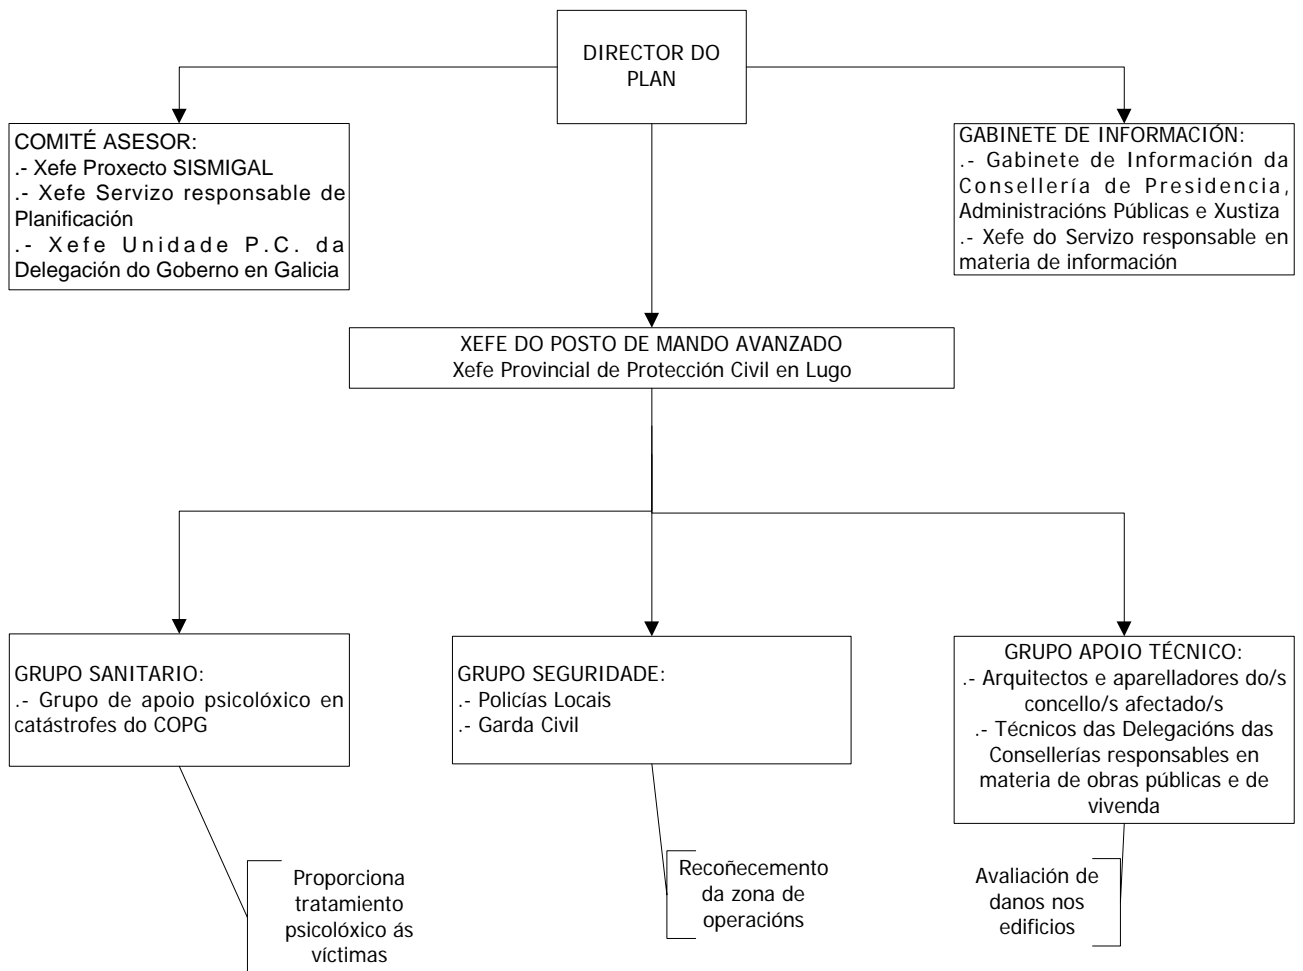 DIRECTOR DO
PLAN
COMITÉ ASESOR:
.- Xefe Proxecto SISMIGAL
.- Xefe Servizo responsable de
Planificación
.- Xefe Unidade P.C. da
Delegación do Goberno en Galicia
GABINETE DE INFORMACIÓN:
.- Gabinete de Información da
Consellería de Presidencia,
Administracións Públicas e Xustiza
.- Xefe do Servizo responsable en
materia de información
XEFE DO POSTO DE MANDO AVANZADO
Xefe Provincial de Protección Civil en Lugo
GRUPO SANITARIO:
.- Grupo de apoio psicolóxico en
catástrofes do COPG
GRUPO SEGURIDADE:
.- Policías Locais
.- Garda Civil
GRUPO APOIO TÉCNICO:
.- Arquitectos e aparelladores do/s
concello/s afectado/s
.- Técnicos das Delegacións das
Consellerías responsables en
materia de obras públicas e de
vivenda
Proporciona
tratamiento
psicolóxico ás
víctimas
Recoñecemento
da zona de
operacións
Avaliación de
danos nos
edificios